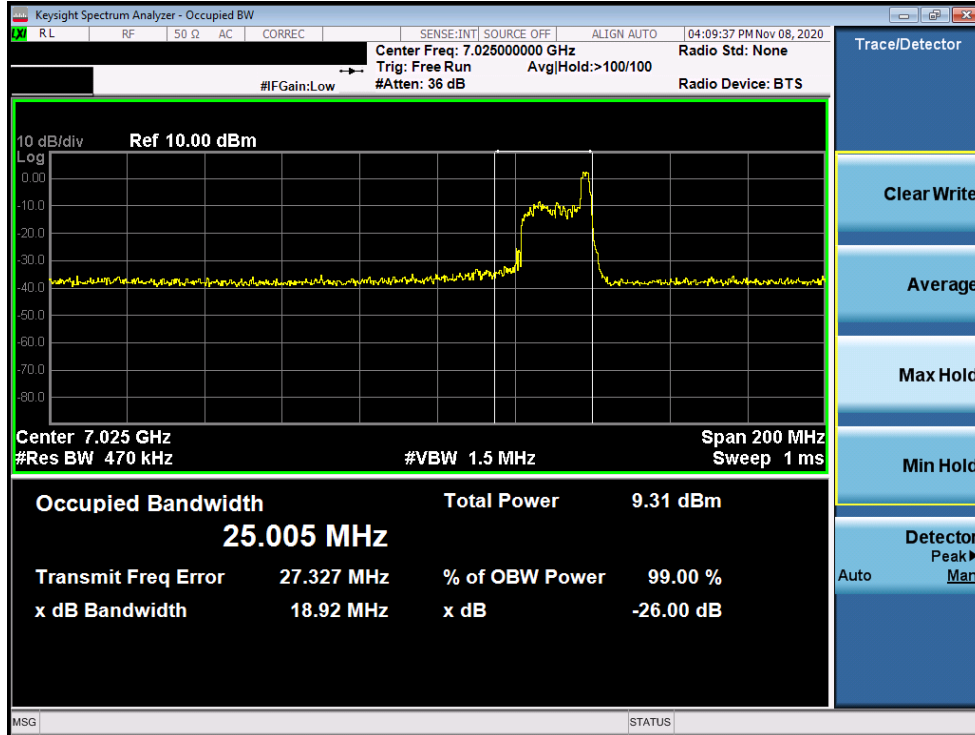 Keysight Spectrum Analyzer - Occupied BW
LXI RL RF 50 Ω AC CORREC SENSE:INT SOURCE OFF ALIGN AUTO 04:09:37 PM Nov 08, 2020
Center Freq: 7.025000000 GHz Radio Std: None
Trig: Free Run Avg|Hold:>100/100
#IFGain:Low #Atten: 36 dB Radio Device: BTS
10 dB/div Ref 10.00 dBm
Log
0.00
-10.0
-20.0
-30.0
-40.0
-50.0
-60.0
-70.0
-80.0
Center 7.025 GHz Span 200 MHz
#Res BW 470 kHz #VBW 1.5 MHz Sweep 1 ms
Occupied Bandwidth Total Power 9.31 dBm
25.005 MHz
Transmit Freq Error 27.327 MHz % of OBW Power 99.00 %
x dB Bandwidth 18.92 MHz x dB -26.00 dB
MSG STATUS
Trace/Detector
Clear Write
Average
Max Hold
Min Hold
Detector
Peak▶
Auto Man